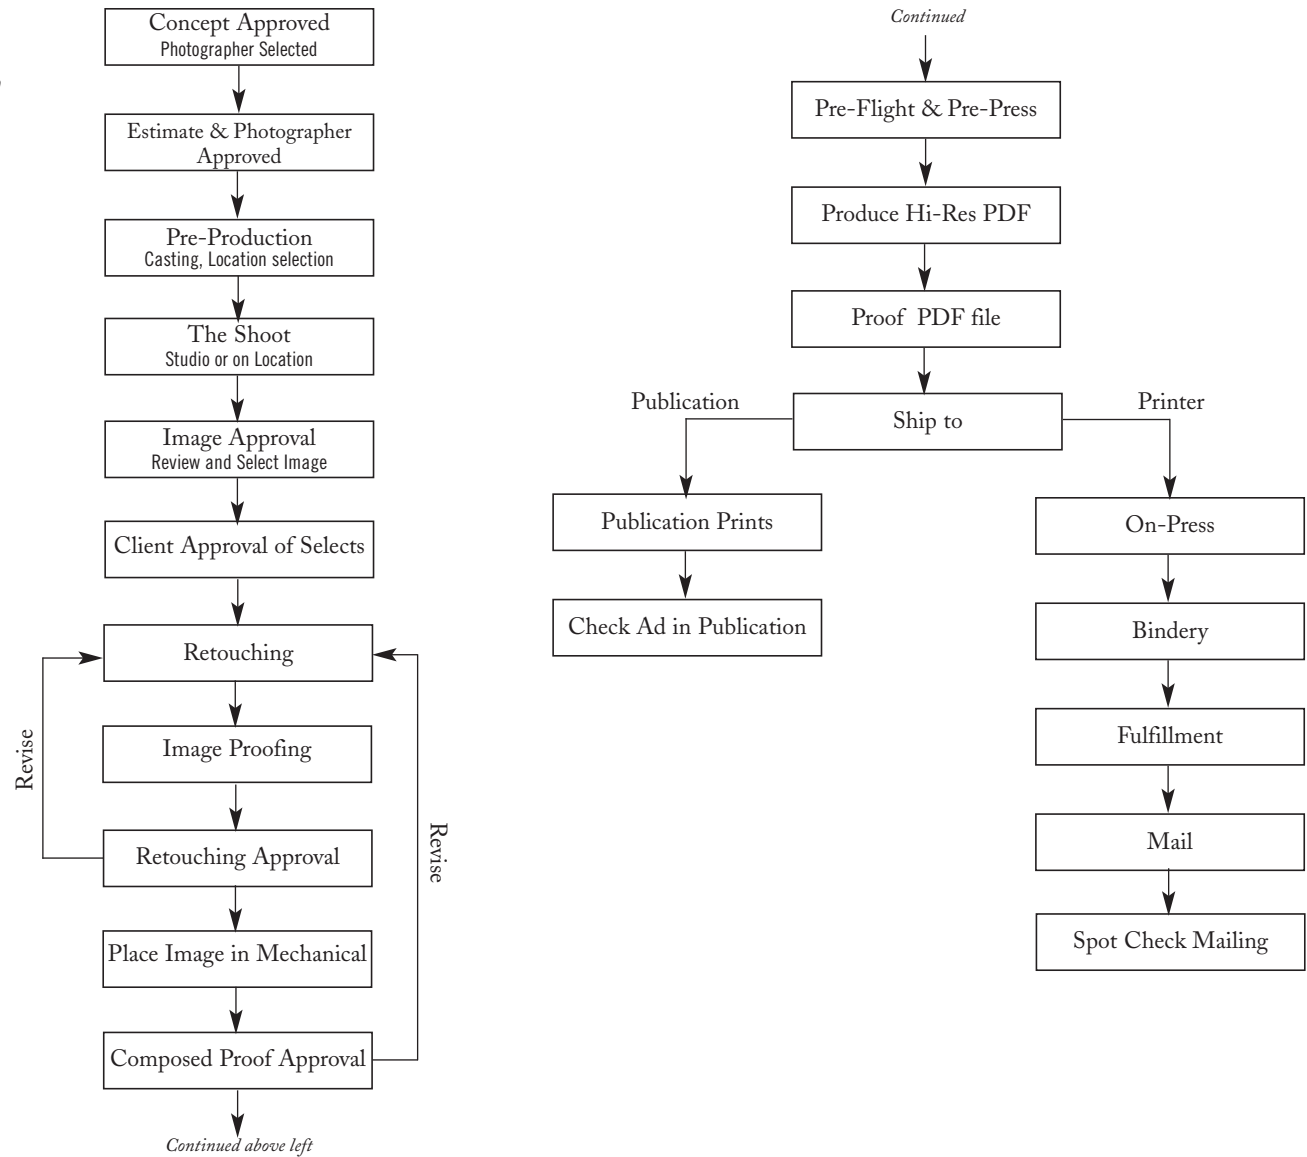 Concept Approved
Photographer Selected
Estimate & Photographer
Approved
Pre-Production
Casting, Location selection
The Shoot
Studio or on Location
Image Approval
Review and Select Image
Client Approval of Selects
Retouching
Image Proofing
Revise
Retouching Approval
Revise
Place Image in Mechanical
Composed Proof Approval
Continued above left
Continued
Pre-Flight & Pre-Press
Produce Hi-Res PDF
Proof PDF file
Publication
Ship to
Printer
Publication Prints
Check Ad in Publication
On-Press
Bindery
Fulfillment
Mail
Spot Check Mailing